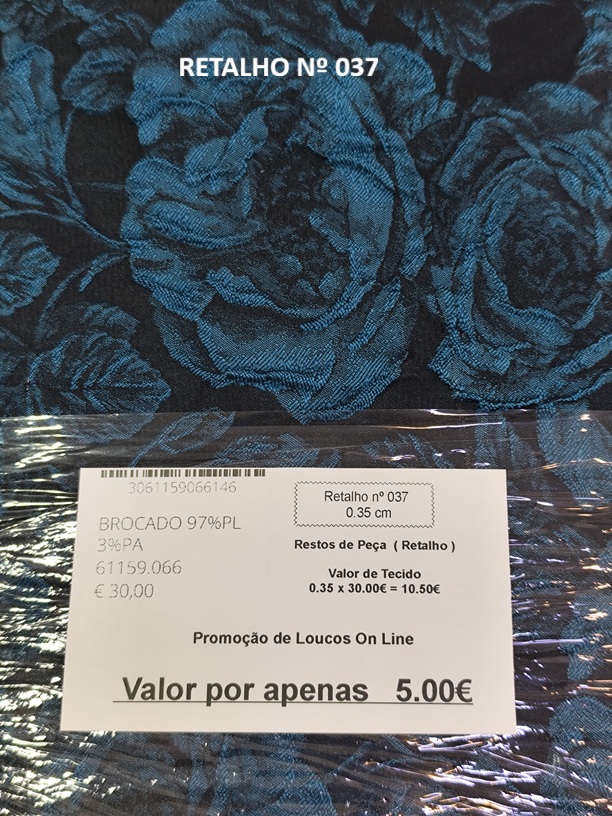 RETALHO Nº 037
3061159066146
BROCADO 97%PL
3%PA
61159.066
€ 30,00
Retalho nº 037
0.35 cm
Restos de Peça ( Retalho )
Valor de Tecido
0.35 x 30.00€ = 10.50€
Promoção de Loucos On Line
Valor por apenas 5.00€